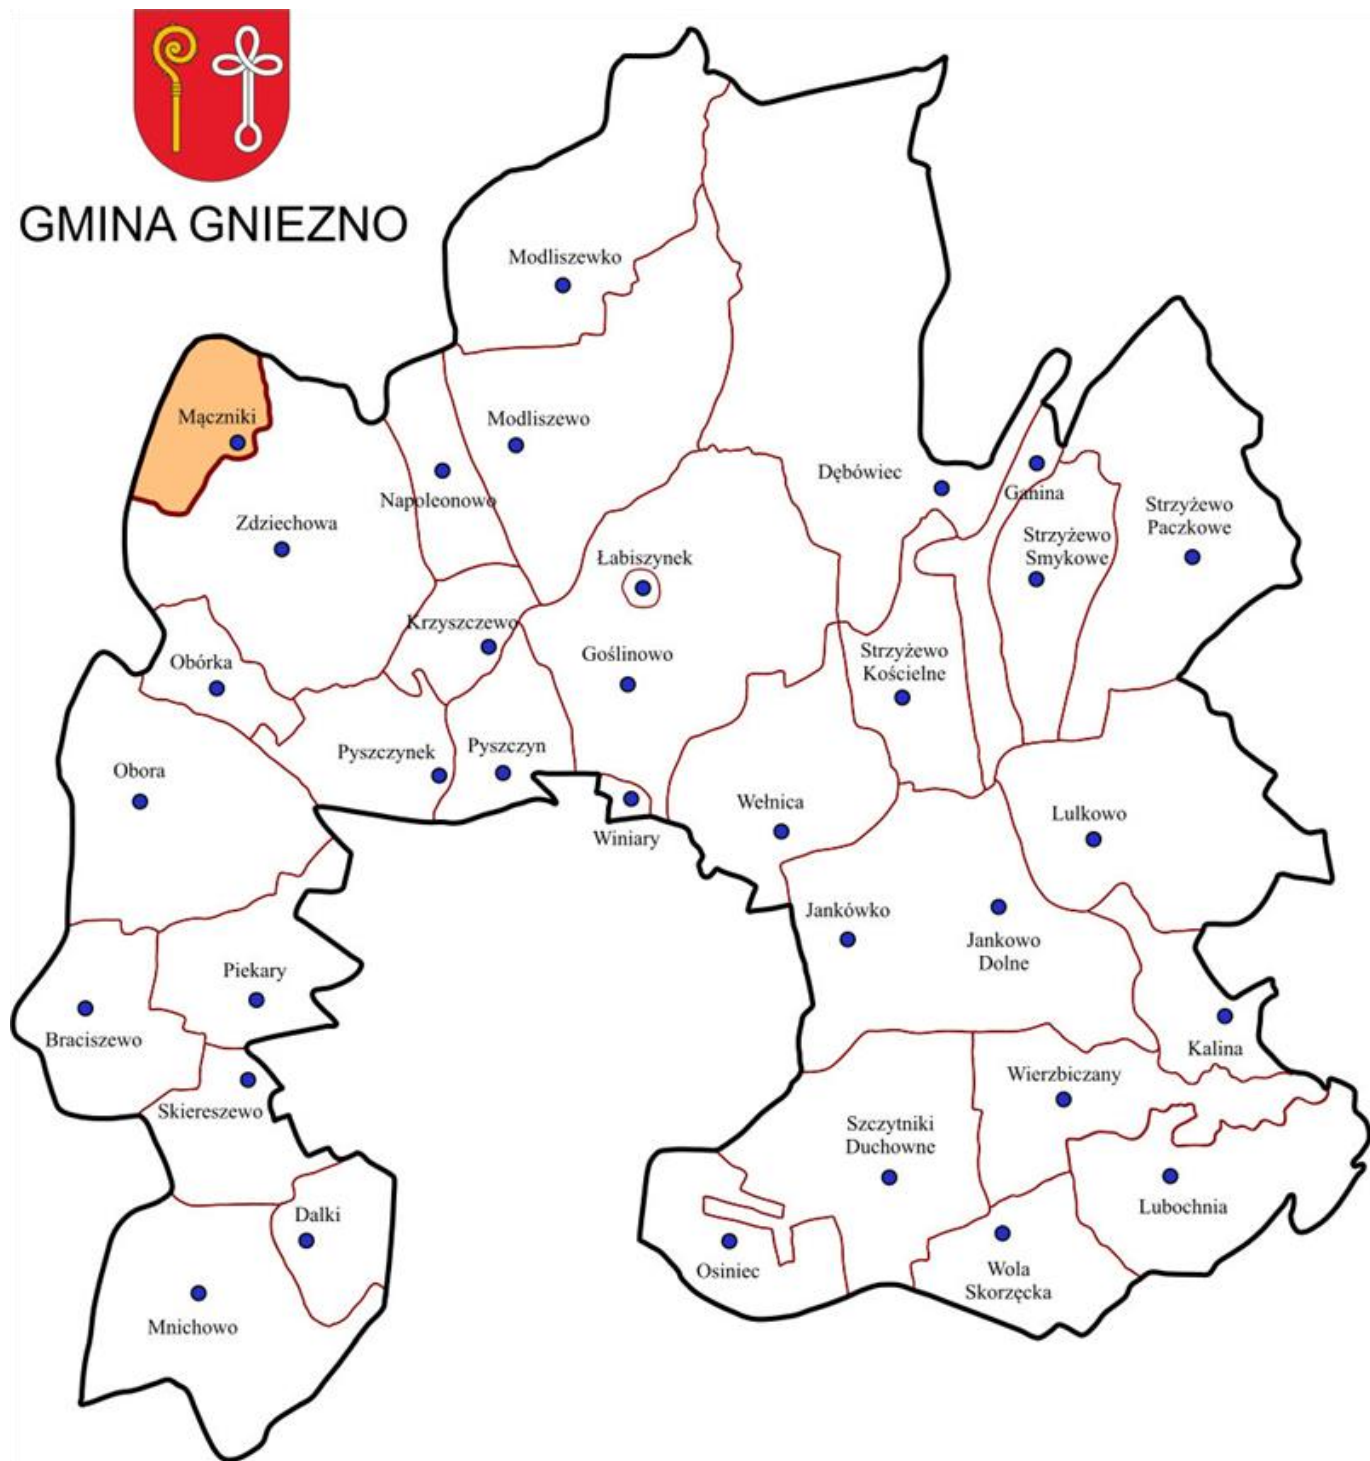 GMINA GNIEZNO
Modliszewko
Mączniki
Modliszewo
Dębówiec
Napoleonowo
Ganina
Zdziechowa
Strzyżewo
Paczkowe
Strzyżewo
Smykowe
Łabiszynek
Krzyszczewo
Obórka
Goślinowo
Strzyżewo
Kościelne
Pyszczynek
Pyszczyn
Obora
Wełnica
Winiary
Lulkowo
Jankówko
Jankowo
Dolne
Piekary
Braciszewo
Kalina
Skiereszewo
Wierzbiczany
Szczytniki
Duchowne
Lubochnia
Dalki
Osiniec
Wola
Skorzęcka
Mnichowo